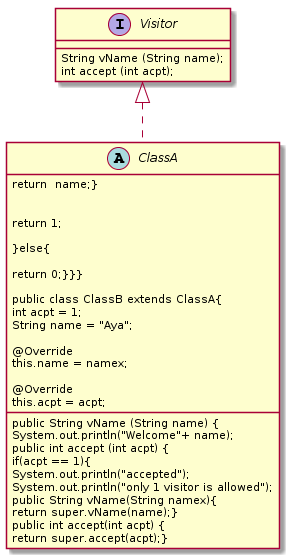 I Visitor
String vName (String name);
int accept (int acpt);
A ClassA
return  name;}
return 1;
}else{
return 0;}}}
public class ClassB extends ClassA{
int acpt = 1;
String name = "Aya";
@Override
this.name = namex;
@Override
this.acpt = acpt;
public String vName (String name) {
System.out.println("Welcome"+ name);
public int accept (int acpt) {
if(acpt == 1){
System.out.println("accepted");
System.out.println("only 1 visitor is allowed");
public String vName(String namex){
return super.vName(name);}
public int accept(int acpt) {
return super.accept(acpt);}